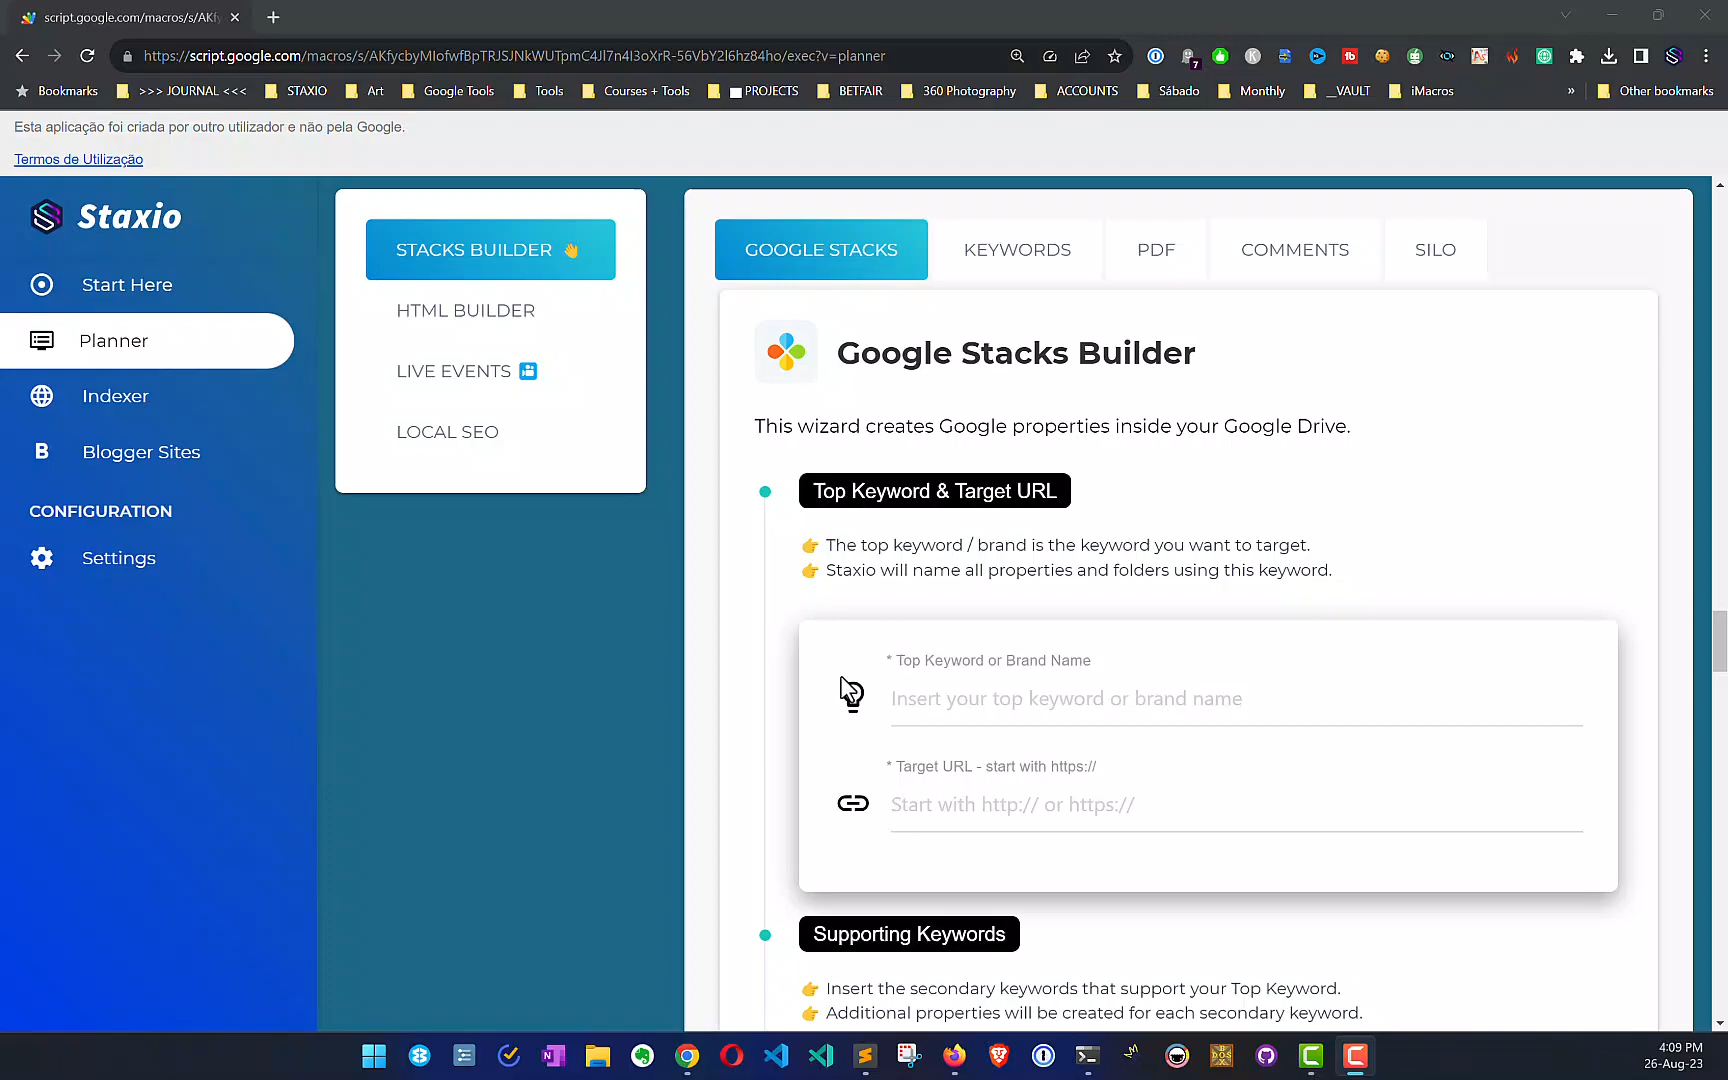 script.google.com/macros/s/AKfy
https://script.google.com/macros/s/AKfycbyMIofwfBpTRJSJNkWUTpmC4Jl7n4I3oXrR-56VbY2l6hz84ho/exec?v=planner
7
Bookmarks >>> JOURNAL <<< STAXIO Art Google Tools Tools Courses + Tools PROJECTS BETFAIR 360 Photography ACCOUNTS Sábado Monthly __VAULT iMacros » Other bookmarks
Esta aplicação foi criada por outro utilizador e não pela Google.
Termos de Utilização
Staxio
Start Here
Planner
Indexer
B Blogger Sites
CONFIGURATION
Settings
STACKS BUILDER 👋
HTML BUILDER
LIVE EVENTS
LOCAL SEO
GOOGLE STACKS KEYWORDS PDF COMMENTS SILO
Google Stacks Builder
This wizard creates Google properties inside your Google Drive.
Top Keyword & Target URL
👉 The top keyword / brand is the keyword you want to target.
👉 Staxio will name all properties and folders using this keyword.
* Top Keyword or Brand Name
Insert your top keyword or brand name
* Target URL - start with https://
Start with http:// or https://
Supporting Keywords
👉 Insert the secondary keywords that support your Top Keyword.
👉 Additional properties will be created for each secondary keyword.
4:09 PM
26-Aug-23